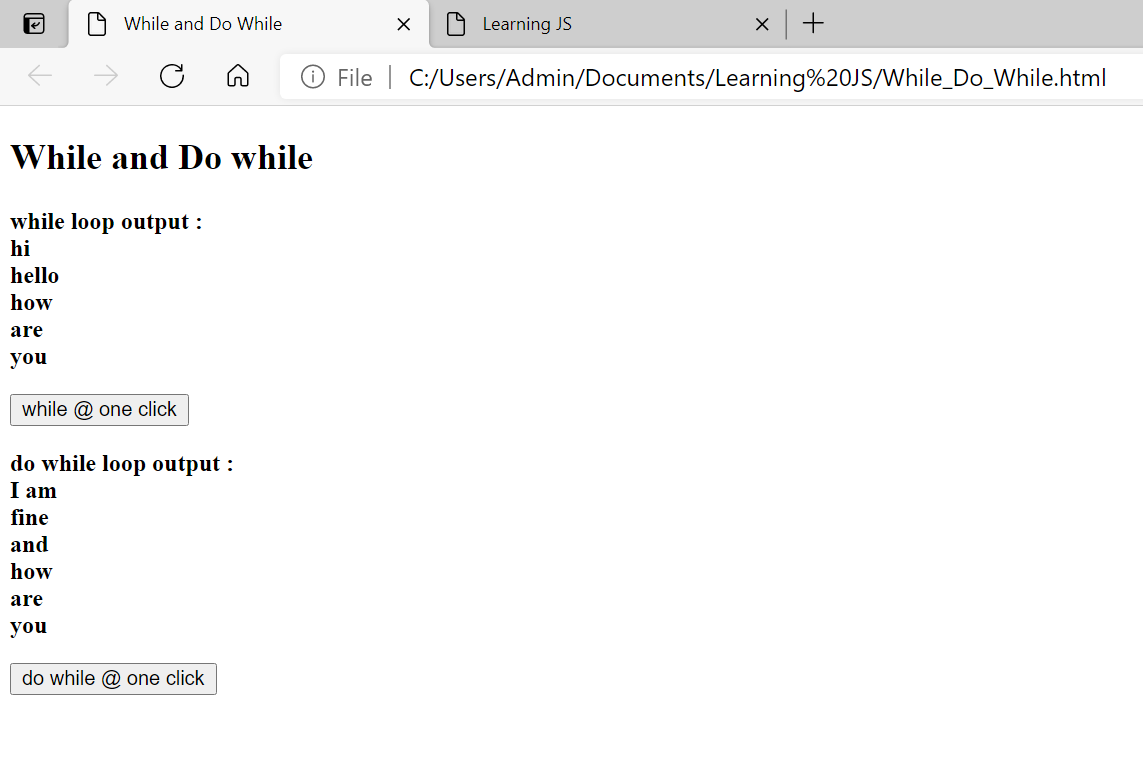 While and Do While
Learning JS
File
C:/Users/Admin/Documents/Learning%20JS/While_Do_While.html
While and Do while
while loop output :
hi
hello
how
are
you
while @ one click
do while loop output :
I am
fine
and
how
are
you
do while @ one click